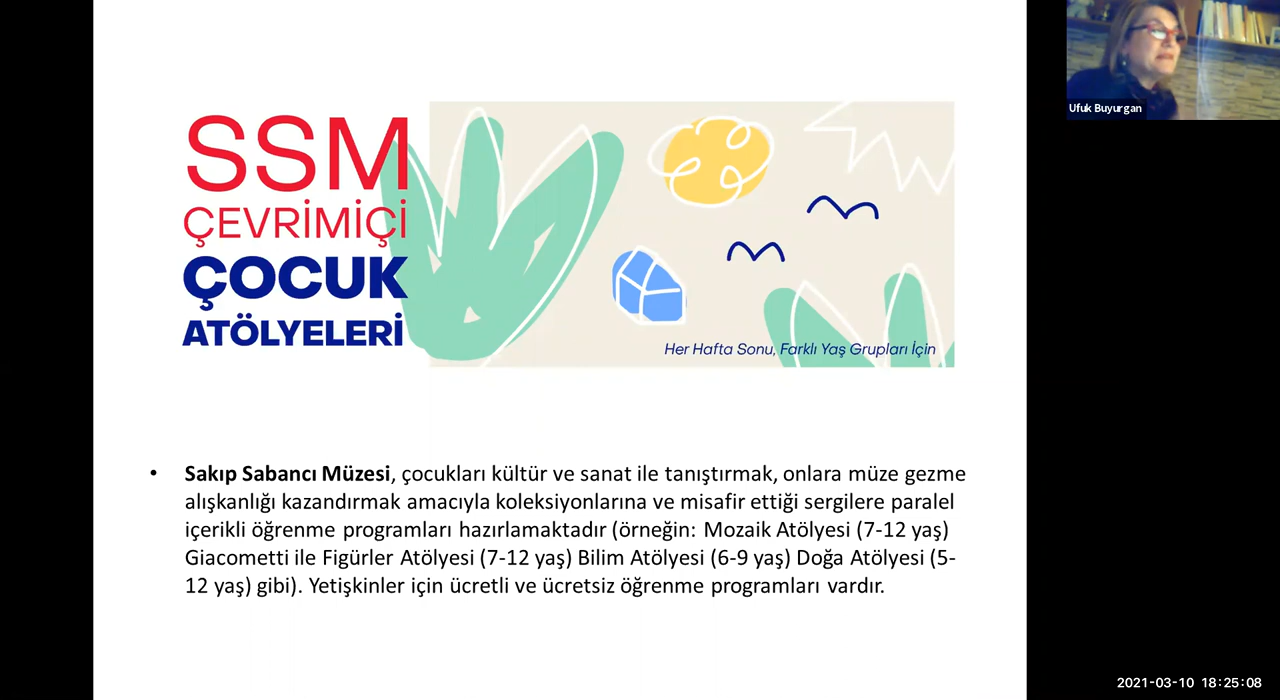 SSM
ÇEVRİMİÇİ
ÇOCUK
ATÖLYELERİ
Her Hafta Sonu, Farklı Yaş Grupları İçin
Ufuk Buyurgan
• Sakıp Sabancı Müzesi, çocukları kültür ve sanat ile tanıştırmak, onlara müze gezme
alışkanlığı kazandırmak amacıyla koleksiyonlarına ve misafir ettiği sergilere paralel
içerikli öğrenme programları hazırlamaktadır (örneğin: Mozaik Atölyesi (7-12 yaş)
Giacometti ile Figürler Atölyesi (7-12 yaş) Bilim Atölyesi (6-9 yaş) Doğa Atölyesi (5-
12 yaş) gibi). Yetişkinler için ücretli ve ücretsiz öğrenme programları vardır.
2021-03-10 18:25:08